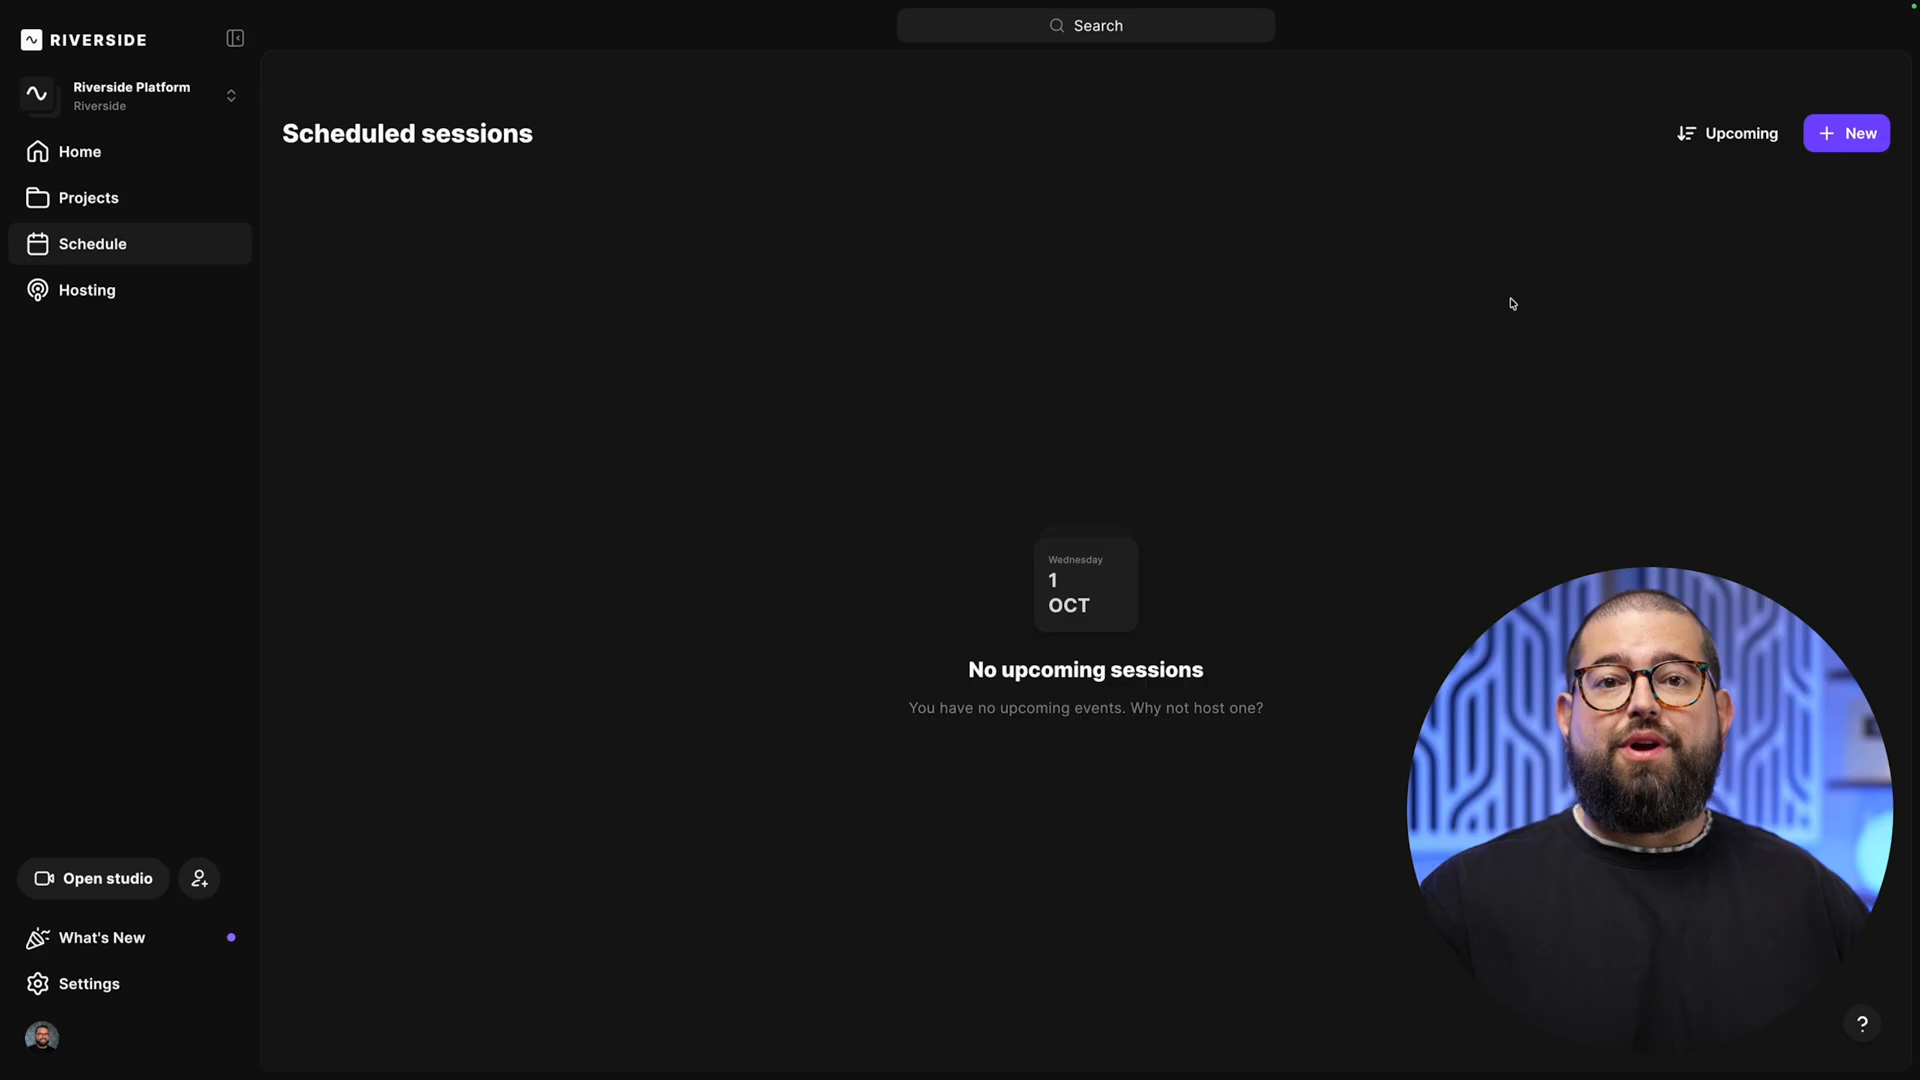 RIVERSIDE
Search
Riverside Platform
Riverside
Home
Projects
Schedule
Hosting
Scheduled sessions
Upcoming
+ New
Wednesday
1
OCT
No upcoming sessions
You have no upcoming events. Why not host one?
Open studio
What's New
Settings
?